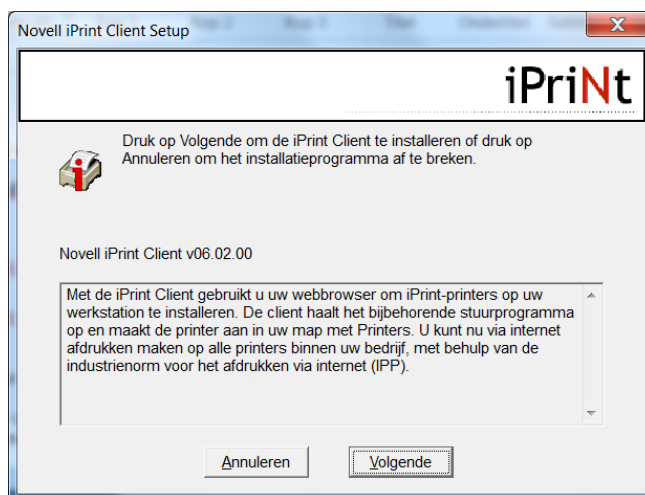 Novell iPrint Client Setup
iPriNt
Druk op Volgende om de iPrint Client te installeren of druk op
Annuleren om het installatieprogramma af te breken.
Novell iPrint Client v06.02.00
Met de iPrint Client gebruikt u uw webbrowser om iPrint-printers op uw
werkstation te installeren. De client haalt het bijbehorende stuurprogramma
op en maakt de printer aan in uw map met Printers. U kunt nu via internet
afdrukken maken op alle printers binnen uw bedrijf, met behulp van de
industrienorm voor het afdrukken via internet (IPP).
Annuleren
Volgende